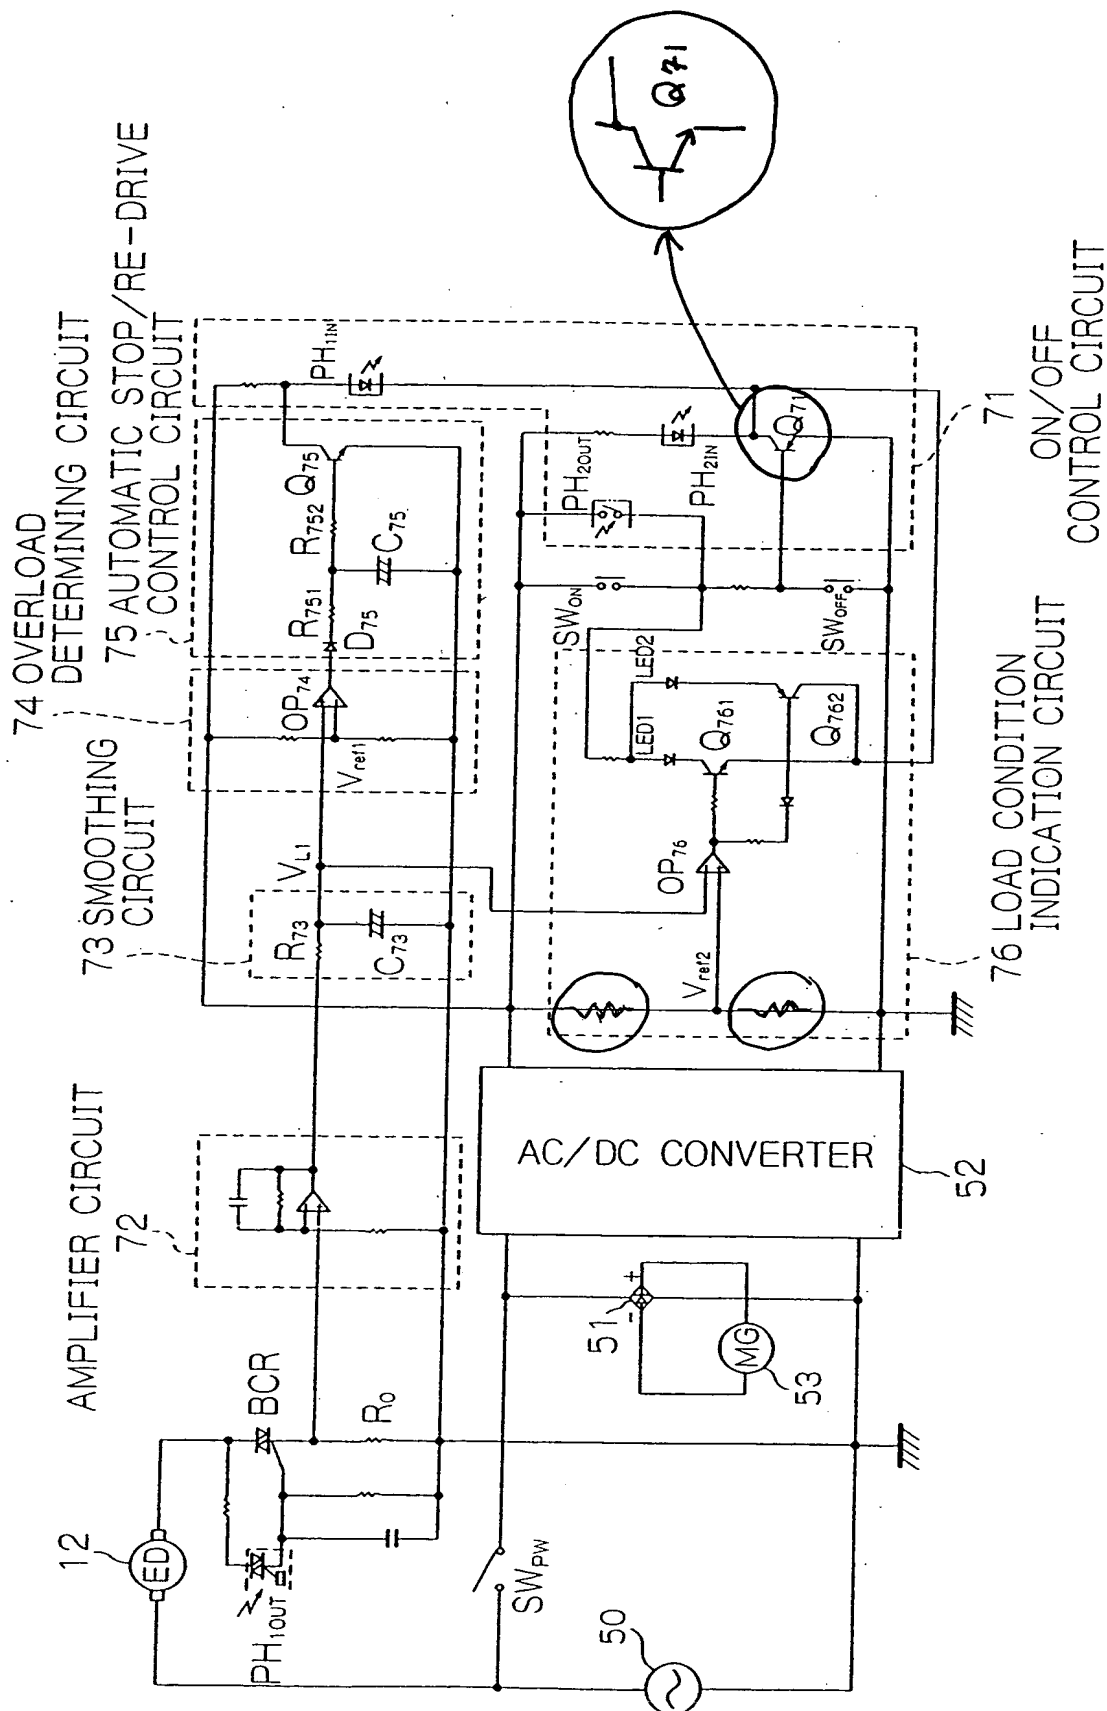 74 OVERLOAD
DETERMINING CIRCUIT
75 AUTOMATIC STOP/RE-DRIVE
CONTROL CIRCUIT
73 SMOOTHING
CIRCUIT
AMPLIFIER CIRCUIT
72
12
ED
PH1OUT
BCR
R0
R73
C73
VL1
Vref1
OP74
D75
R751
R752
C75
Q75
PH1IN
Q71
50
SWPW
51
+
-
MG
53
AC/DC CONVERTER
52
Vref2
OP76
LED1
LED2
Q761
Q762
SWON
SWOFF
PH2OUT
PH2IN
Q71
76 LOAD CONDITION
INDICATION CIRCUIT
71
ON/OFF
CONTROL CIRCUIT